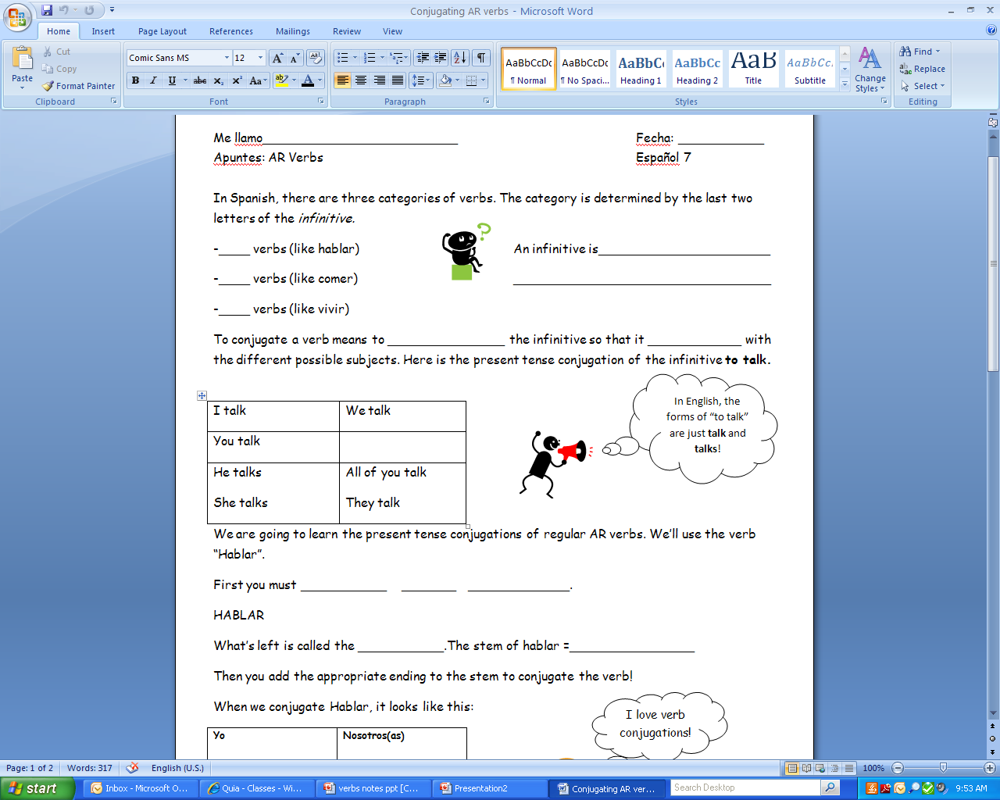 Conjugating AR verbs - Microsoft Word
Home Insert Page Layout References Mailings Review View
Paste
Cut
Copy
Format Painter
Clipboard
Comic Sans MS 12
Font
Paragraph
AaBbCcDc AaBbCcDc AaBbCc AaBbCc AaB AaBbCc.
¶ Normal ¶ No Spaci... Heading 1 Heading 2 Title Subtitle
Change Styles
Styles
Find
Replace
Select
Editing
Me llamo_________________________ Fecha: ___________
Apuntes: AR Verbs Español 7
In Spanish, there are three categories of verbs. The category is determined by the last two
letters of the infinitive.
-____ verbs (like hablar) An infinitive is______________________
-____ verbs (like comer) _________________________________
-____ verbs (like vivir)
To conjugate a verb means to _______________ the infinitive so that it ____________ with
the different possible subjects. Here is the present tense conjugation of the infinitive to talk.
In English, the
forms of “to talk”
are just talk and
talks!
I talk We talk
You talk
He talks All of you talk
She talks They talk
We are going to learn the present tense conjugations of regular AR verbs. We’ll use the verb
“Hablar”.
First you must ___________ _______ _____________.
HABLAR
What’s left is called the ___________.The stem of hablar =________________
Then you add the appropriate ending to the stem to conjugate the verb!
When we conjugate Hablar, it looks like this:
I love verb
conjugations!
Yo Nosotros(as)
Page: 1 of 2 Words: 317 English (U.S.) 100%
start Inbox - Microsoft O... Quia - Classes - Wi... verbs notes ppt [C... Presentation2 Conjugating AR ver... Search Desktop 9:53 AM